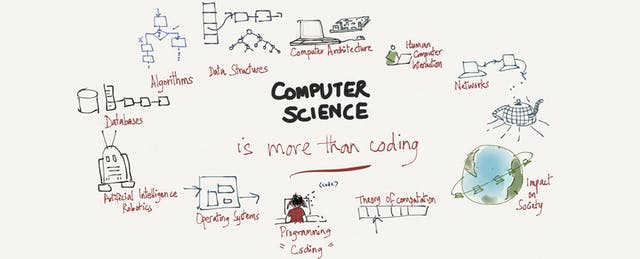 Algorithms
Data Structures
Computer Architecture
Human
Computer
Interaction
Networks
Databases
COMPUTER
SCIENCE
is more than coding
Artificial Intelligence
Robotics
Operating Systems
<code>
Programming
"Coding"
Theory of computation
Impact
on
Society